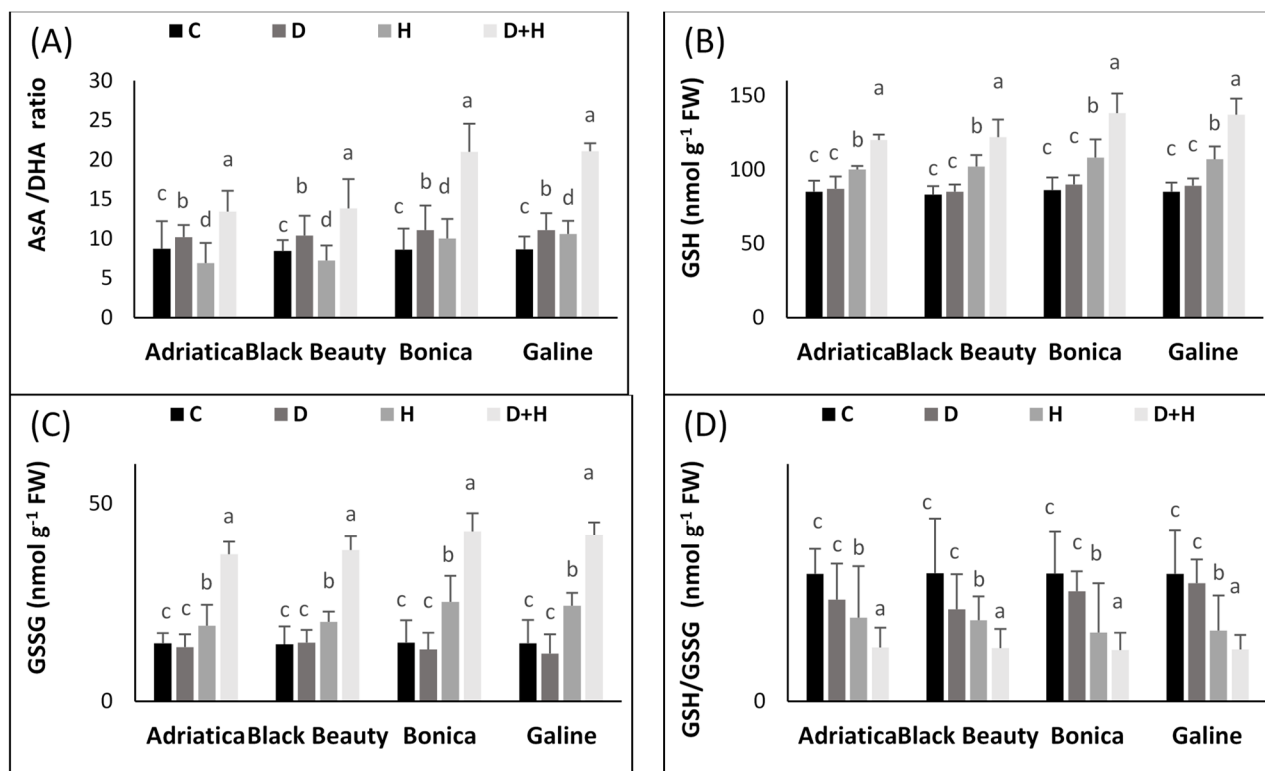 (A)
C D H D+H
AsA /DHA ratio
30
25
20
15
10
5
0
c b d a
c b d a
c b d a
c b d a
Adriatica Black Beauty Bonica Galine
(B)
C D H D+H
GSH (nmol g-1 FW)
150
100
50
0
c c b a
c c b a
c c b a
c c b a
Adriatica Black Beauty Bonica Galine
(C)
C D H D+H
GSSG (nmol g-1 FW)
50
0
c c b a
c c b a
c c b a
c c b a
Adriatica Black Beauty Bonica Galine
(D)
C D H D+H
GSH/GSSG (nmol g-1 FW)
0
c c b a
c c b a
c c b a
c c b a
Adriatica Black Beauty Bonica Galine